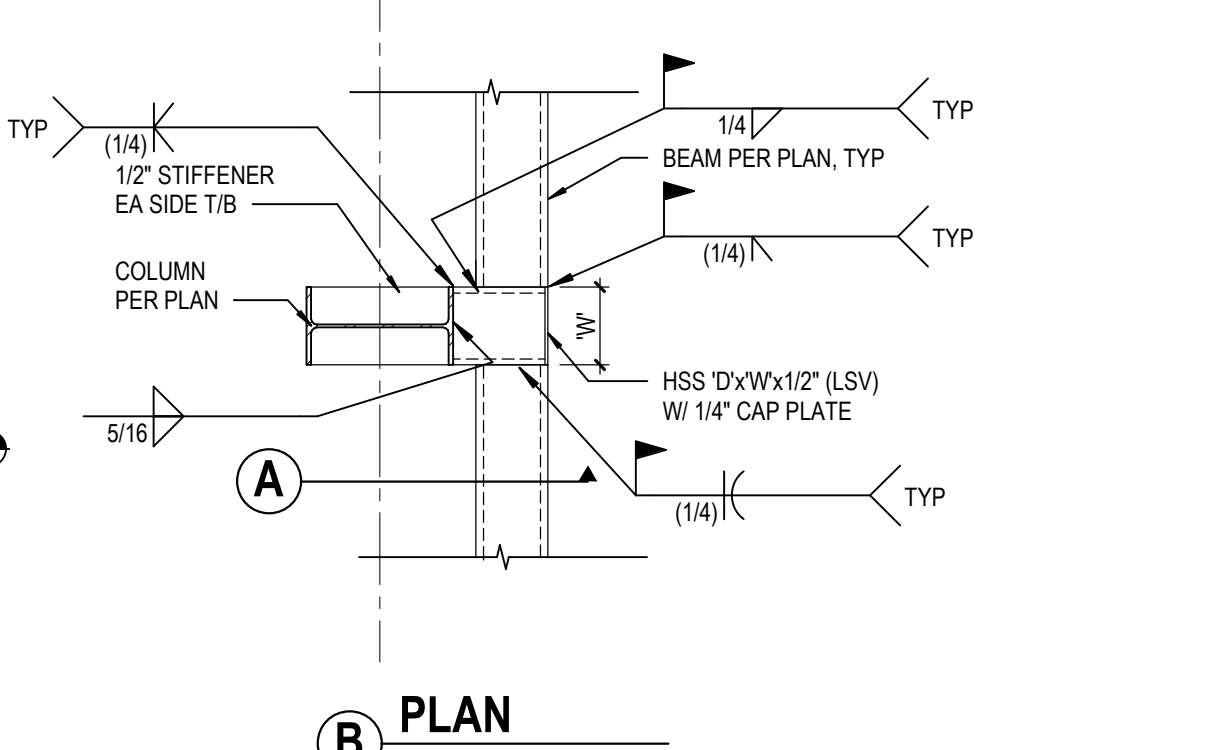 TYP
(1/4)
1/2" STIFFENER
EA SIDE T/B
COLUMN
PER PLAN
5/16
A
1/4
TYP
BEAM PER PLAN, TYP
(1/4)
TYP
'W'
HSS 'D'x'W'x1/2" (LSV)
W/ 1/4" CAP PLATE
(1/4)
TYP
B
PLAN